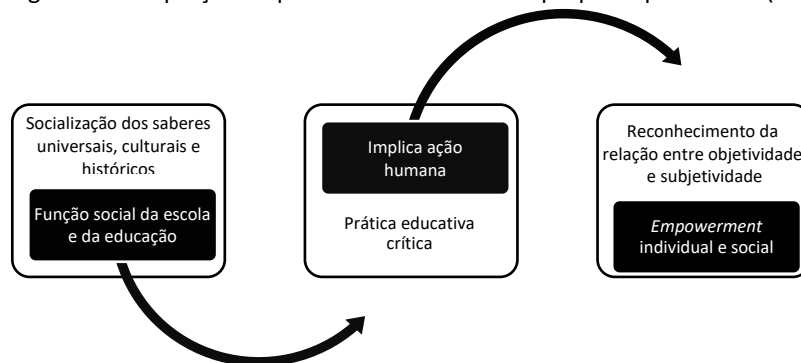 Socialização dos saberes
universais, culturais e
históricos
Função social da escola
e da educação
Implica ação
humana
Prática educativa
crítica
Reconhecimento da
relação entre objetividade
e subjetividade
Empowerment
individual e social